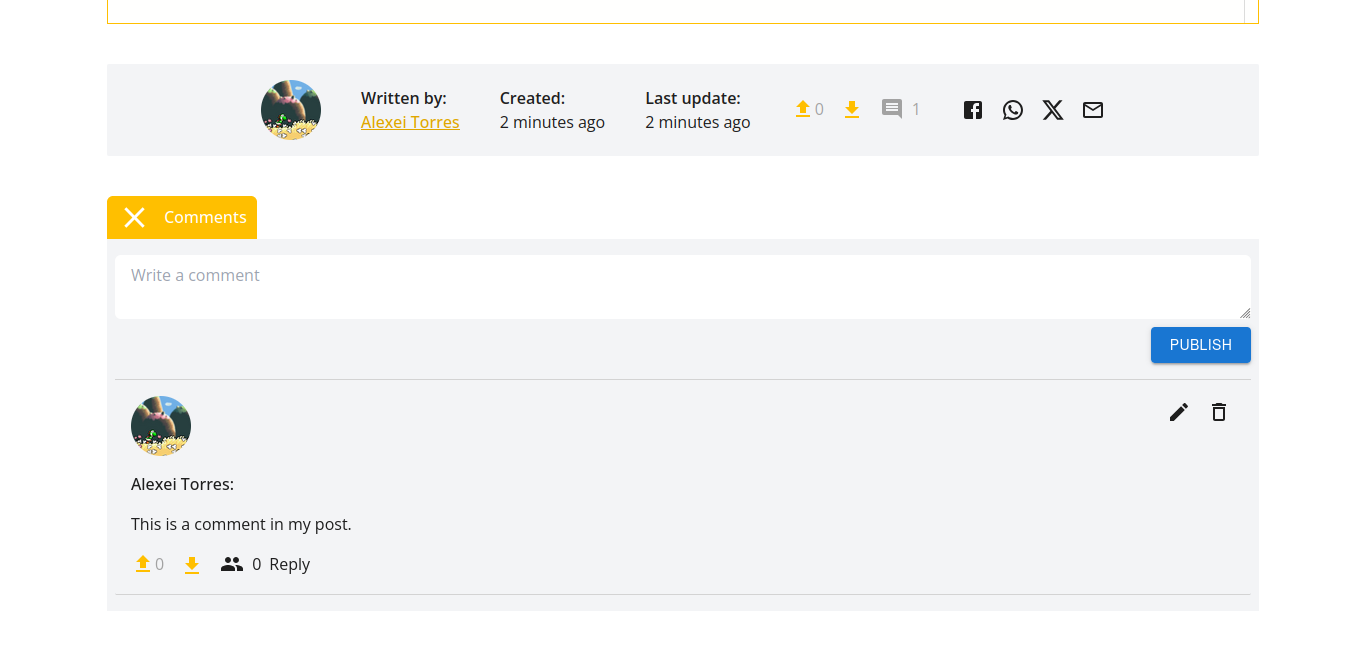 Written by:
Alexei Torres
Created:
2 minutes ago
Last update:
2 minutes ago
0
1
Comments
Write a comment
PUBLISH
Alexei Torres:
This is a comment in my post.
0
0 Reply